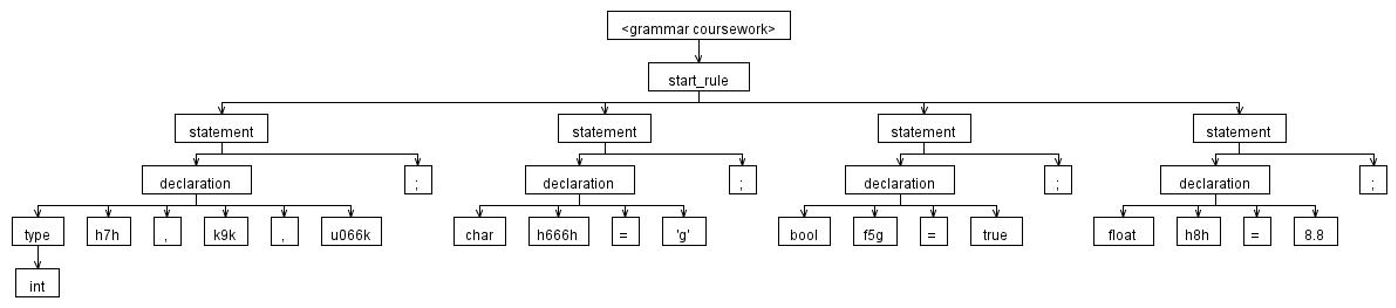 <grammar coursework>
start_rule
statement statement statement statement
declaration ; declaration ; declaration ; declaration ;
type h7h , k9k , u066k char h666h = 'g' bool f5g = true float h8h = 8.8
int